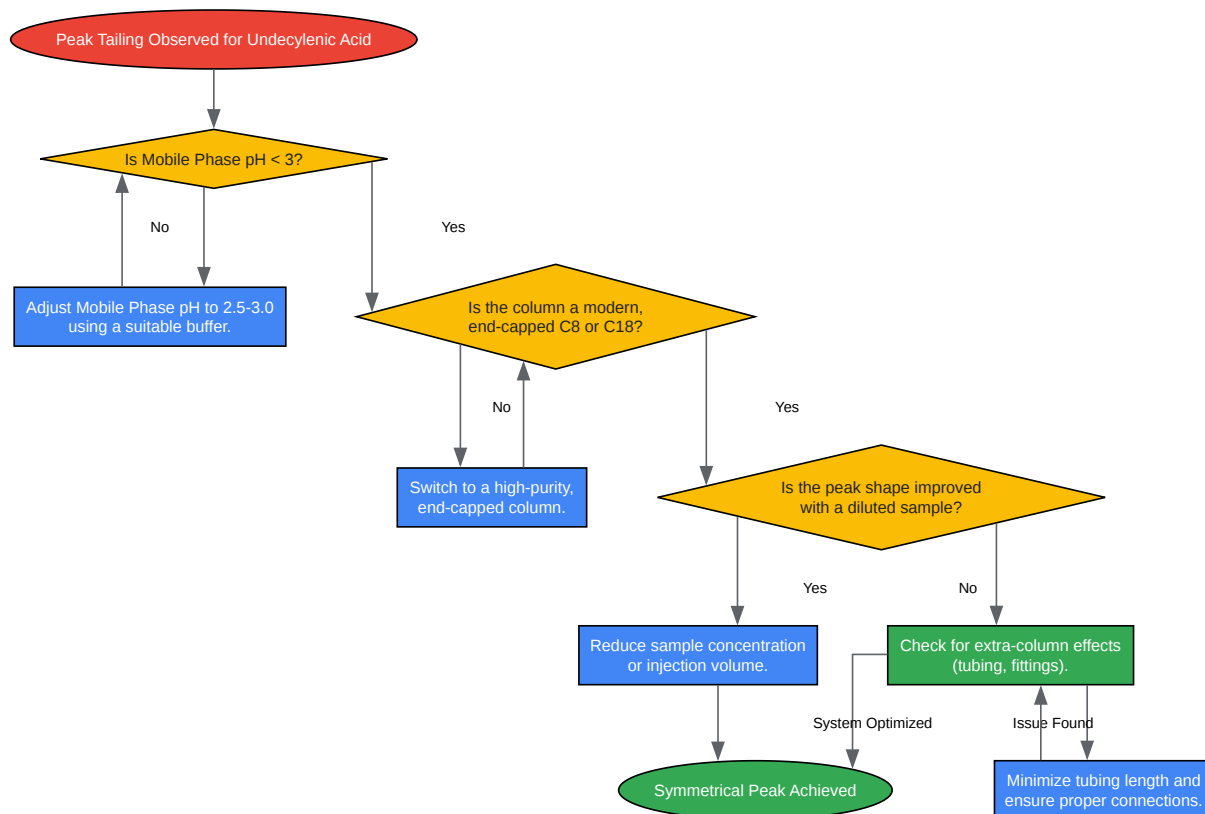 Peak Tailing Observed for Undecylenic Acid
Is Mobile Phase pH < 3?
No
Yes
Adjust Mobile Phase pH to 2.5-3.0
using a suitable buffer.
Is the column a modern,
end-capped C8 or C18?
No
Yes
Switch to a high-purity,
end-capped column.
Is the peak shape improved
with a diluted sample?
Yes
No
Reduce sample concentration
or injection volume.
Check for extra-column effects
(tubing, fittings).
System Optimized
Issue Found
Symmetrical Peak Achieved
Minimize tubing length and
ensure proper connections.